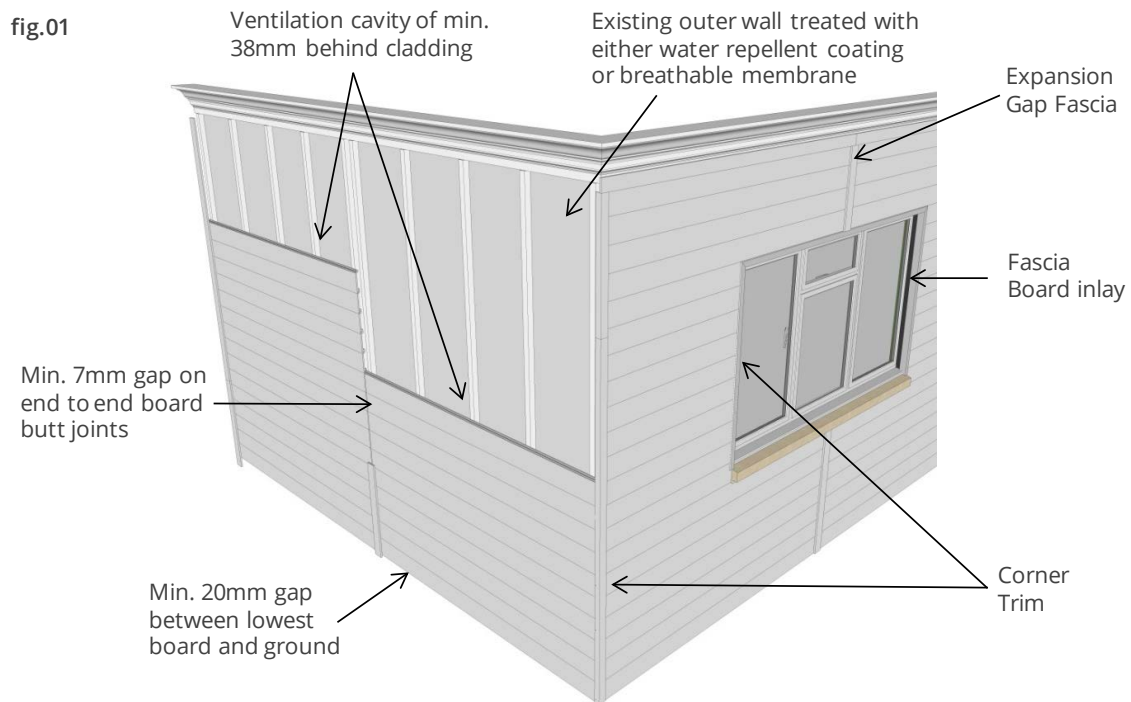 fig.01
Ventilation cavity of min.
38mm behind cladding
Existing outer wall treated with
either water repellent coating
or breathable membrane
Expansion
Gap Fascia
Fascia
Board inlay
Min. 7mm gap on
end to end board
butt joints
Min. 20mm gap
between lowest
board and ground
Corner
Trim